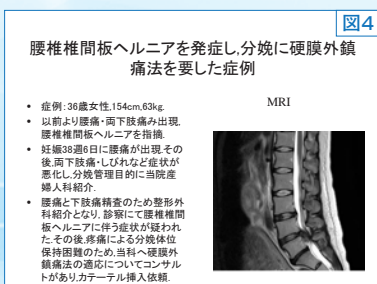 図4
腰椎椎間板ヘルニアを発症し,分娩に硬膜外鎮
痛法を要した症例
• 症例:36歳女性,154cm,63kg.
• 以前より腰痛・両下肢痛み出現,
腰椎椎間板ヘルニアを指摘.
• 妊娠38週6日に腰痛が出現,その
後,両下肢痛・しびれなど症状が
悪化し,分娩管理目的に当院産
婦人科紹介.
• 腰痛と下肢痛精査のため整形外
科紹介となり, 診察にて腰椎椎間
板ヘルニアに伴う症状が疑われ
た.その後,疼痛による分娩体位
保持困難のため,当科へ硬膜外
鎮痛法の適応についてコンサル
トがあり,カテーテル挿入依頼.
MRI